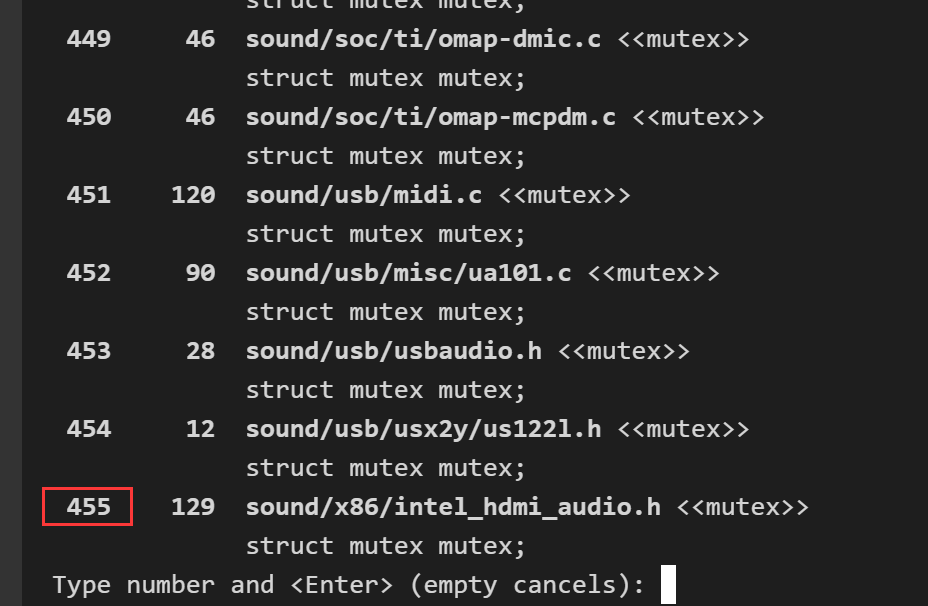 struct mutex mutex;
449 46 sound/soc/ti/omap-dmic.c <<mutex>>
struct mutex mutex;
450 46 sound/soc/ti/omap-mcpdm.c <<mutex>>
struct mutex mutex;
451 120 sound/usb/midi.c <<mutex>>
struct mutex mutex;
452 90 sound/usb/misc/ua101.c <<mutex>>
struct mutex mutex;
453 28 sound/usb/usbaudio.h <<mutex>>
struct mutex mutex;
454 12 sound/usb/usx2y/us122l.h <<mutex>>
struct mutex mutex;
455 129 sound/x86/intel_hdmi_audio.h <<mutex>>
struct mutex mutex;
Type number and <Enter> (empty cancels):